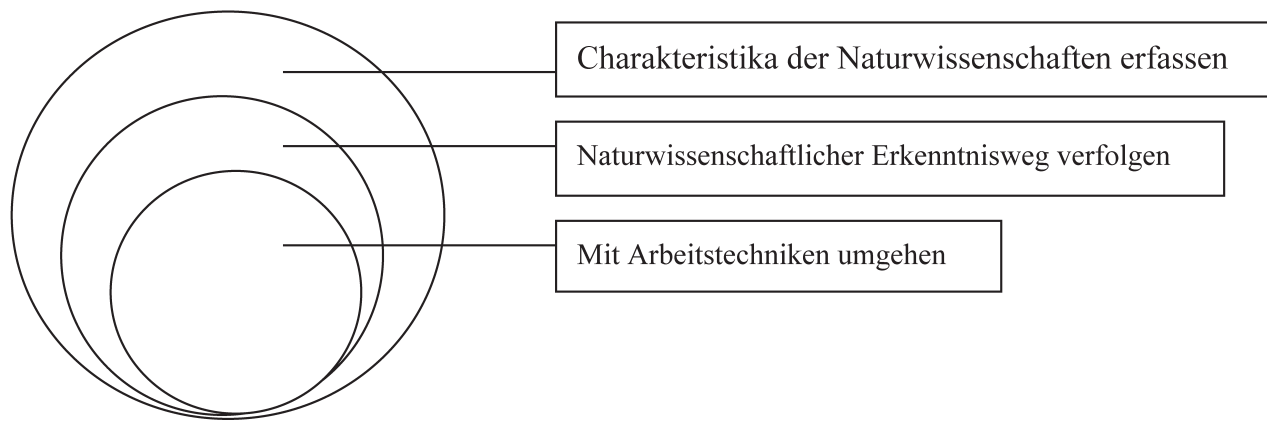 Charakteristika der Naturwissenschaften erfassen
Naturwissenschaftlicher Erkenntnisweg verfolgen
Mit Arbeitstechniken umgehen